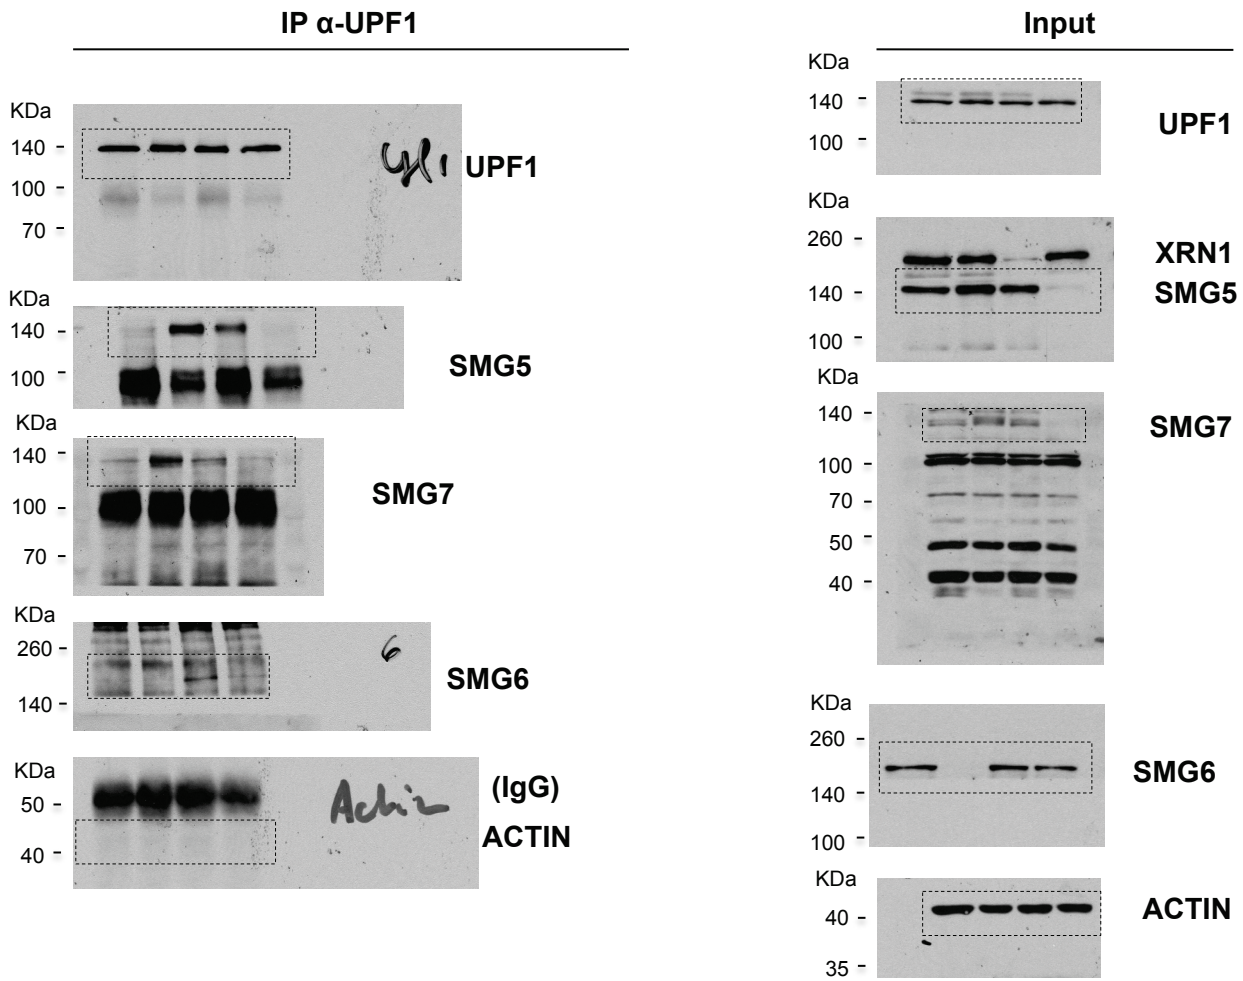 IP α-UPF1
KDa
140
100
70
Upf1
UPF1
KDa
140
100
SMG5
KDa
140
100
70
SMG7
KDa
260
140
6
SMG6
KDa
50
40
Actin
(IgG)
ACTIN
Input
KDa
140
100
UPF1
KDa
260
140
100
XRN1
SMG5
KDa
140
100
70
50
40
SMG7
KDa
260
140
100
SMG6
KDa
40
35
ACTIN